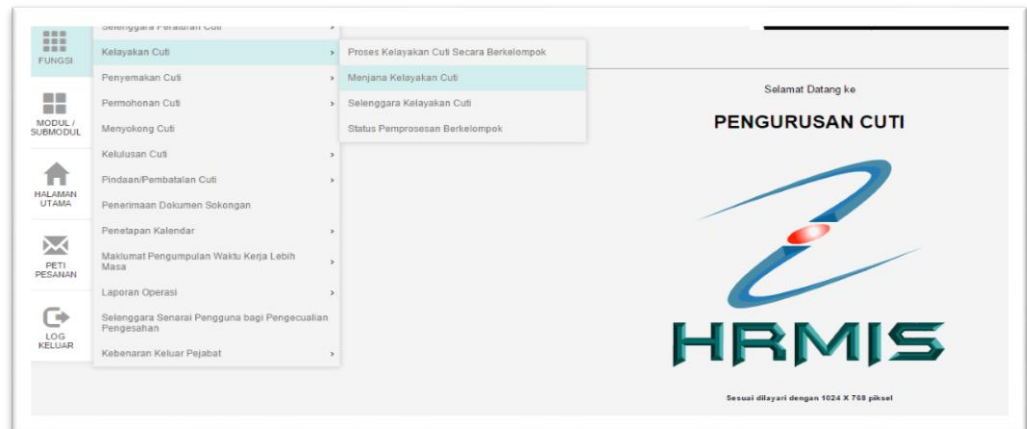 FUNGSI
MODUL /
SUBMODUL
HALAMAN
UTAMA
PETI
PESANAN
LOG
KELUAR
Selenggara Peraturan Cuti
Kelayakan Cuti
Penyemakan Cuti
Permohonan Cuti
Menyokong Cuti
Kelulusan Cuti
Pindaan/Pembatalan Cuti
Penerimaan Dokumen Sokongan
Penetapan Kalendar
Maklumat Pengumpulan Waktu Kerja Lebih
Masa
Laporan Operasi
Selenggara Senarai Pengguna bagi Pengecualian
Pengesahan
Kebenaran Keluar Pejabat
Proses Kelayakan Cuti Secara Berkelompok
Menjana Kelayakan Cuti
Selenggara Kelayakan Cuti
Status Pemprosesan Berkelompok
Selamat Datang ke
PENGURUSAN CUTI
HRMIS
Sesuai dilayari dengan 1024 X 768 piksel